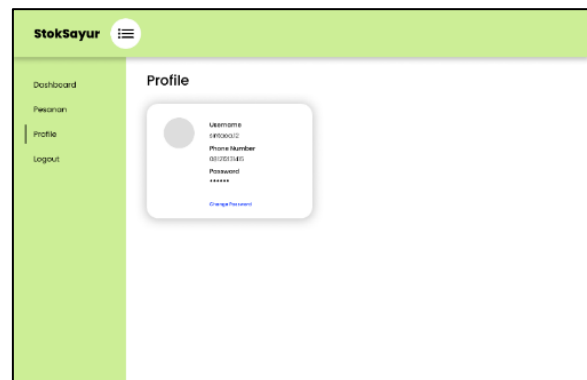 StokSayur
Dashboard
Pesanan
Profile
Logout
Profile
Username
Phone Number
Password
******
Change Password